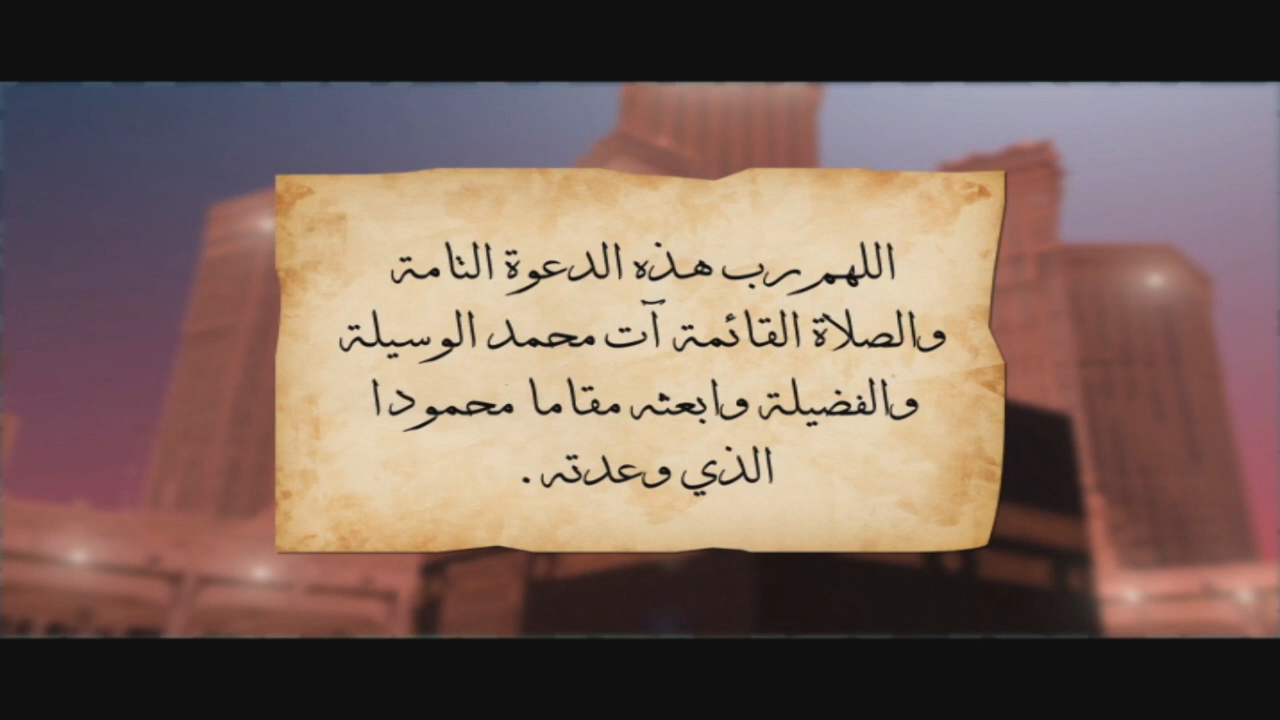 اللهم رب هذه الدعوة التامة
والصلاة القائمة آت محمد الوسيلة
والفضيلة وابعثه مقاما محمودا
الذي وعدته .